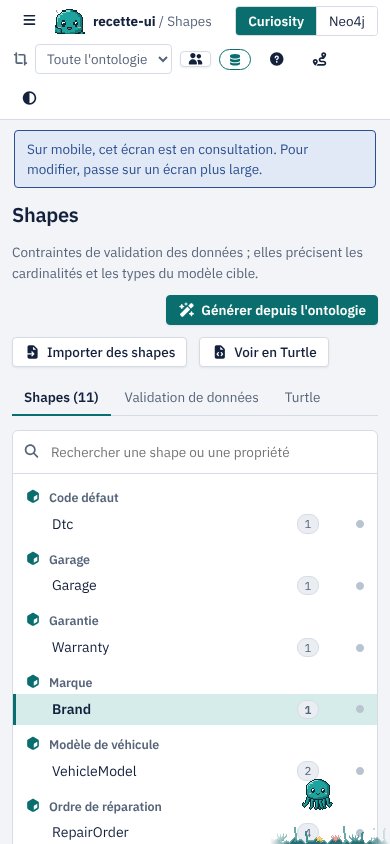 recette-ui / Shapes
Curiosity
Neo4j
Toute l'ontologie
Sur mobile, cet écran est en consultation. Pour
modifier, passe sur un écran plus large.
Shapes
Contraintes de validation des données ; elles précisent les
cardinalités et les types du modèle cible.
Générer depuis l'ontologie
Importer des shapes
Voir en Turtle
Shapes (11)
Validation de données
Turtle
Rechercher une shape ou une propriété
Code défaut
Dtc 1
Garage
Garage 1
Garantie
Warranty 1
Marque
Brand 1
Modèle de véhicule
VehicleModel 2
Ordre de réparation
RepairOrder